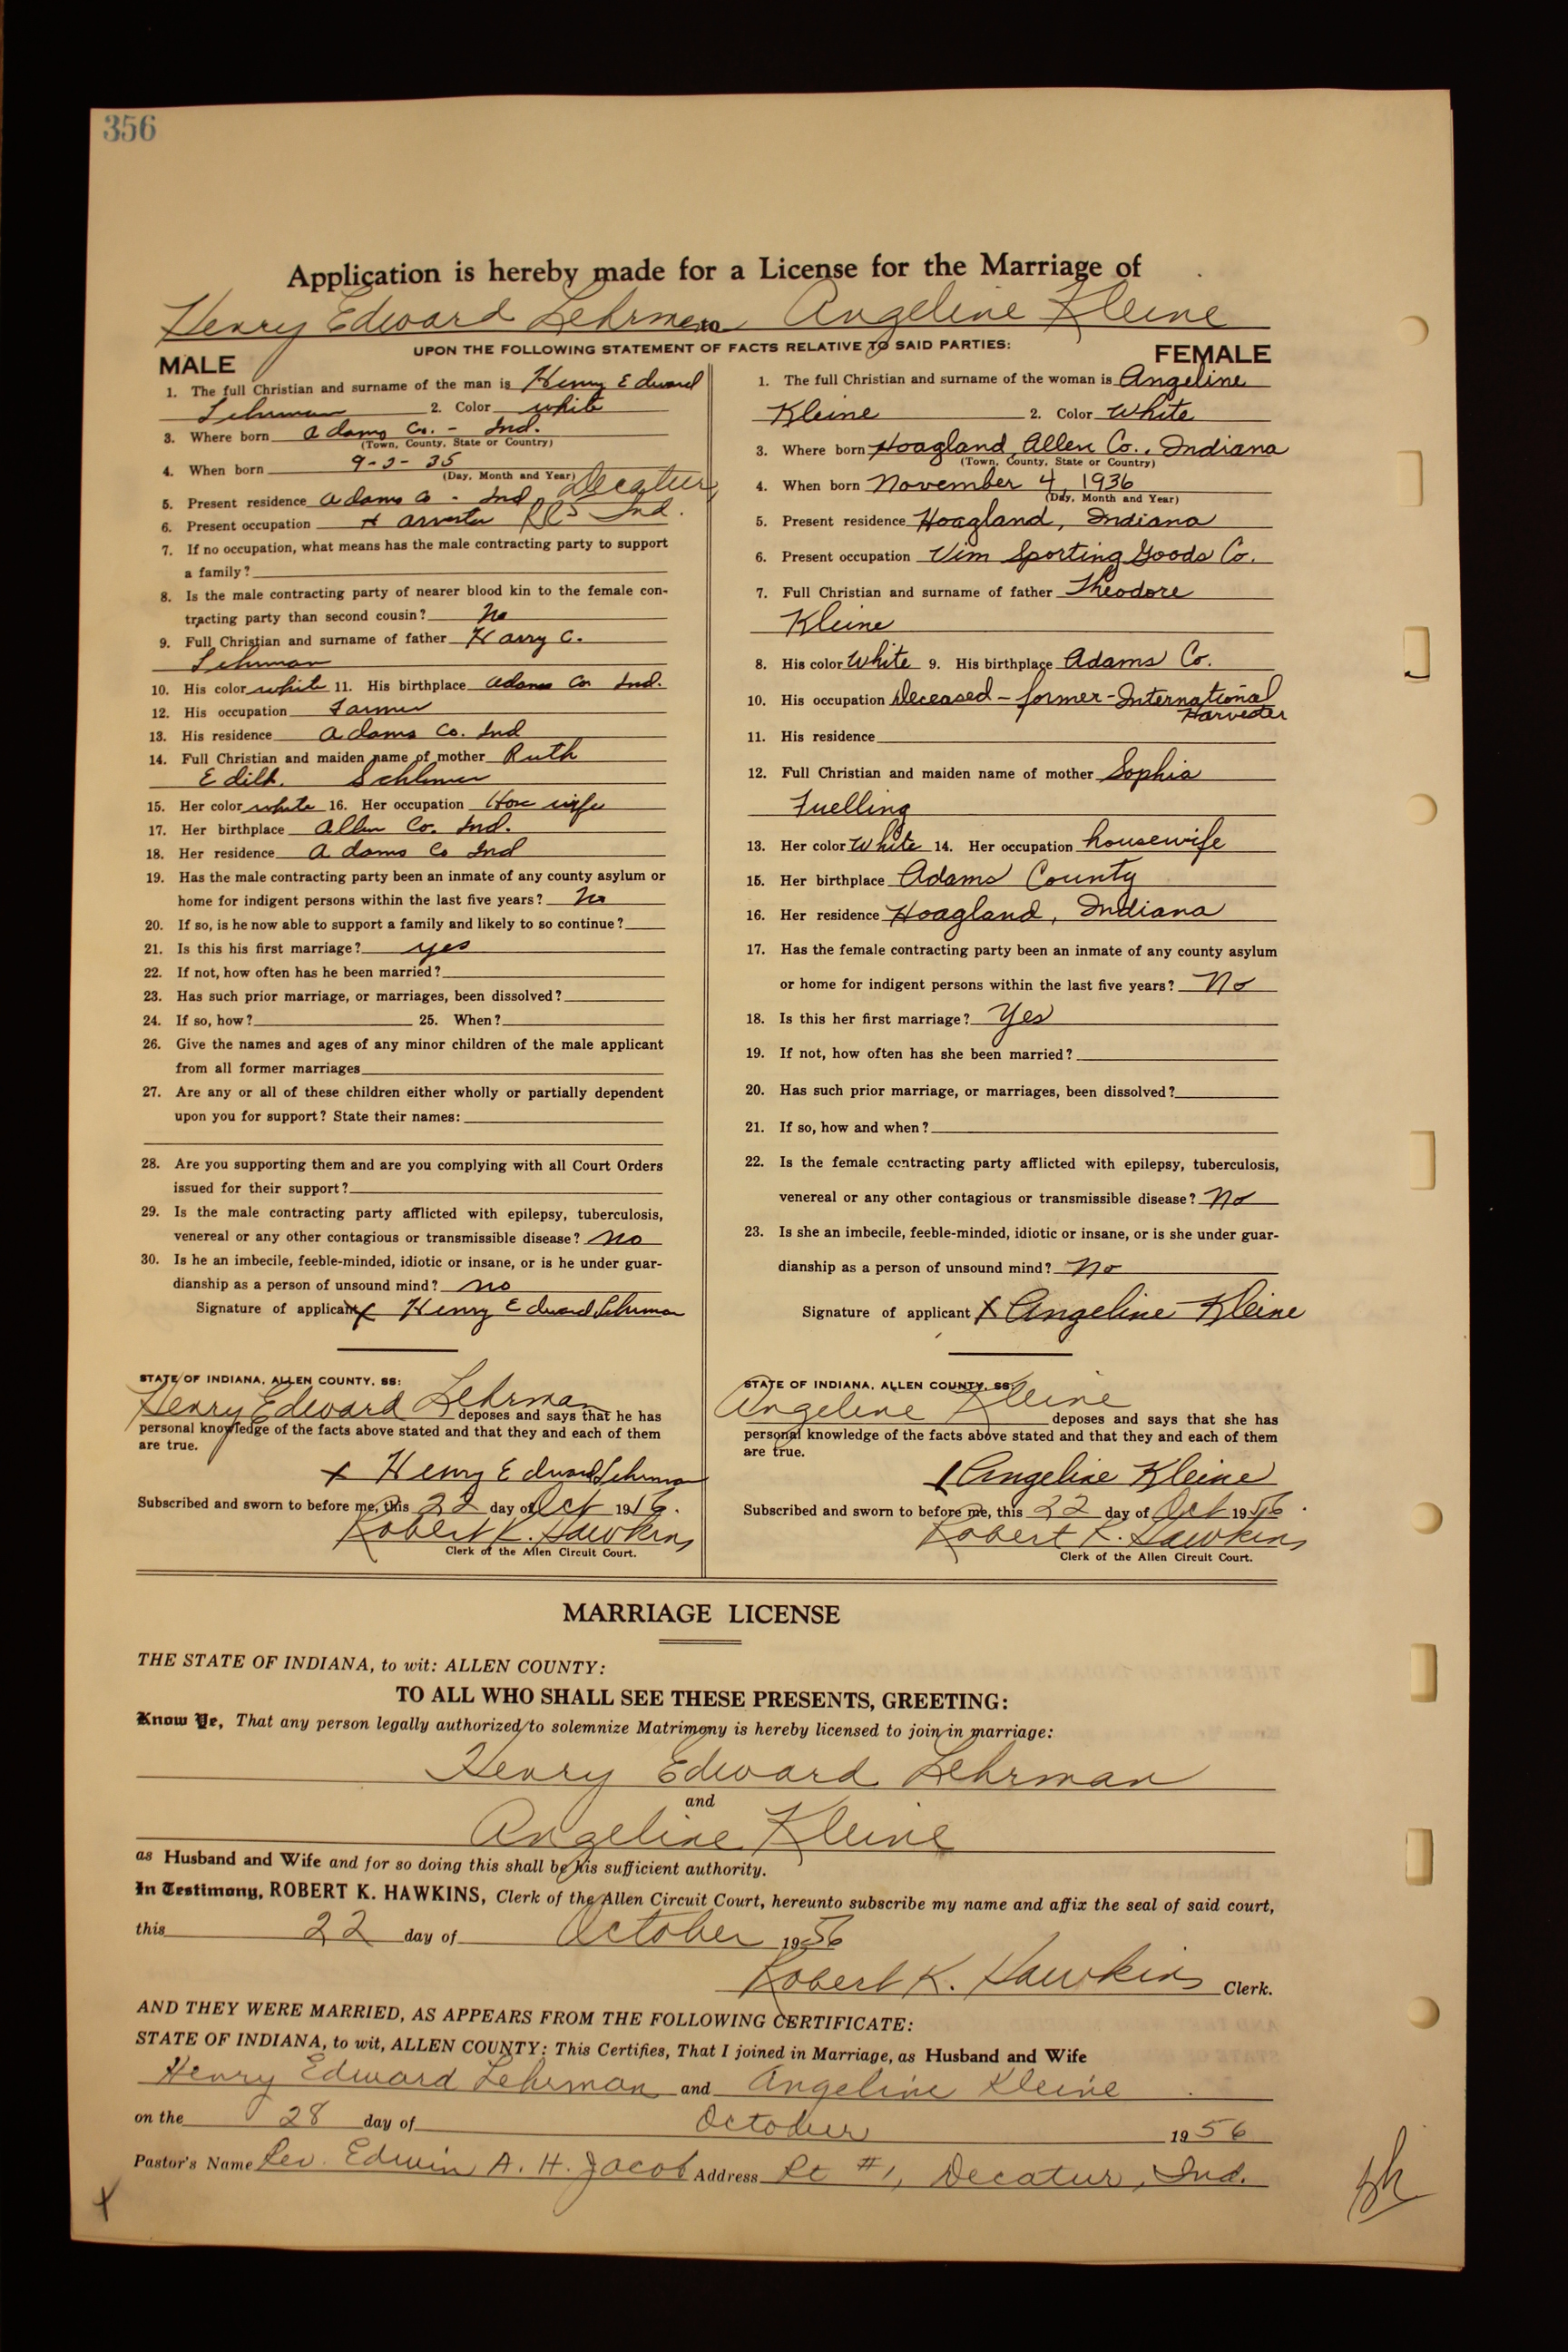 356
Application is hereby made for a License for the Marriage of
Henry Edward Lehrman to Angeline Kleine
UPON THE FOLLOWING STATEMENT OF FACTS RELATIVE TO SAID PARTIES:
MALE
1. The full Christian and surname of the man is Henry Edward
Lehrman 2. Color white
3. Where born Adams Co. - Ind.
(Town, County, State or Country)
4. When born 9-3-35
(Day, Month and Year)
5. Present residence Adams Co - Ind Decatur
6. Present occupation Harvester RR5 Ind.
7. If no occupation, what means has the male contracting party to support
a family?
8. Is the male contracting party of nearer blood kin to the female con-
tracting party than second cousin? No
9. Full Christian and surname of father Harry C.
Lehrman
10. His color white 11. His birthplace Adams Co Ind.
12. His occupation Farmer
13. His residence Adams Co. Ind
14. Full Christian and maiden name of mother Ruth
Edith
15. Her color white 16. Her occupation
17. Her birthplace Allen Co. Ind.
18. Her residence Adams Co Ind
19. Has the male contracting party been an inmate of any county asylum or
home for indigent persons within the last five years? No
20. If so, is he now able to support a family and likely to so continue?
21. Is this his first marriage? yes
22. If not, how often has he been married?
23. Has such prior marriage, or marriages, been dissolved?
24. If so, how? 25. When?
26. Give the names and ages of any minor children of the male applicant
from all former marriages
27. Are any or all of these children either wholly or partially dependent
upon you for support? State their names:
28. Are you supporting them and are you complying with all Court Orders
issued for their support?
29. Is the male contracting party afflicted with epilepsy, tuberculosis,
venereal or any other contagious or transmissible disease? no
30. Is he an imbecile, feeble-minded, idiotic or insane, or is he under guar-
dianship as a person of unsound mind? no
Signature of applicant x Henry Edward Lehrman
STATE OF INDIANA, ALLEN COUNTY, SS:
Henry Edward Lehrman deposes and says that he has
personal knowledge of the facts above stated and that they and each of them
are true.
x Henry Edward Lehrman
Subscribed and sworn to before me, this 22 day of Oct 1956.
Robert K. Hawkins
Clerk of the Allen Circuit Court.
FEMALE
1. The full Christian and surname of the woman is Angeline
Kleine 2. Color White
3. Where born Hoagland, Allen Co., Indiana
(Town, County, State or Country)
4. When born November 4, 1936
(Day, Month and Year)
5. Present residence Hoagland, Indiana
6. Present occupation Vim Sporting Goods Co.
7. Full Christian and surname of father Theodore
Kleine
8. His color White 9. His birthplace Adams Co.
10. His occupation deceased - former - International
Harvester
11. His residence
12. Full Christian and maiden name of mother Sophia
Fuelling
13. Her color White 14. Her occupation housewife
15. Her birthplace Adams County
16. Her residence Hoagland, Indiana
17. Has the female contracting party been an inmate of any county asylum
or home for indigent persons within the last five years? No
18. Is this her first marriage? Yes
19. If not, how often has she been married?
20. Has such prior marriage, or marriages, been dissolved?
21. If so, how and when?
22. Is the female contracting party afflicted with epilepsy, tuberculosis,
venereal or any other contagious or transmissible disease? No
23. Is she an imbecile, feeble-minded, idiotic or insane, or is she under guar-
dianship as a person of unsound mind? No
Signature of applicant x Angeline Kleine
STATE OF INDIANA, ALLEN COUNTY, SS:
Angeline Kleine deposes and says that she has
personal knowledge of the facts above stated and that they and each of them
are true.
x Angeline Kleine
Subscribed and sworn to before me, this 22 day of Oct 1956.
Robert K. Hawkins
Clerk of the Allen Circuit Court.
MARRIAGE LICENSE
THE STATE OF INDIANA, to wit: ALLEN COUNTY:
TO ALL WHO SHALL SEE THESE PRESENTS, GREETING:
Know Ye, That any person legally authorized to solemnize Matrimony is hereby licensed to join in marriage:
Henry Edward Lehrman
and
Angeline Kleine
as Husband and Wife and for so doing this shall be his sufficient authority.
In Testimony, ROBERT K. HAWKINS, Clerk of the Allen Circuit Court, hereunto subscribe my name and affix the seal of said court,
this 22 day of October 1956
Robert K. Hawkins Clerk.
AND THEY WERE MARRIED, AS APPEARS FROM THE FOLLOWING CERTIFICATE:
STATE OF INDIANA, to wit, ALLEN COUNTY: This Certifies, That I joined in Marriage, as Husband and Wife
Henry Edward Lehrman and Angeline Kleine
on the 28 day of October 1956
Pastor's Name Rev. Edwin A. H. Jacob Address Rt #1, Decatur, Ind.
x